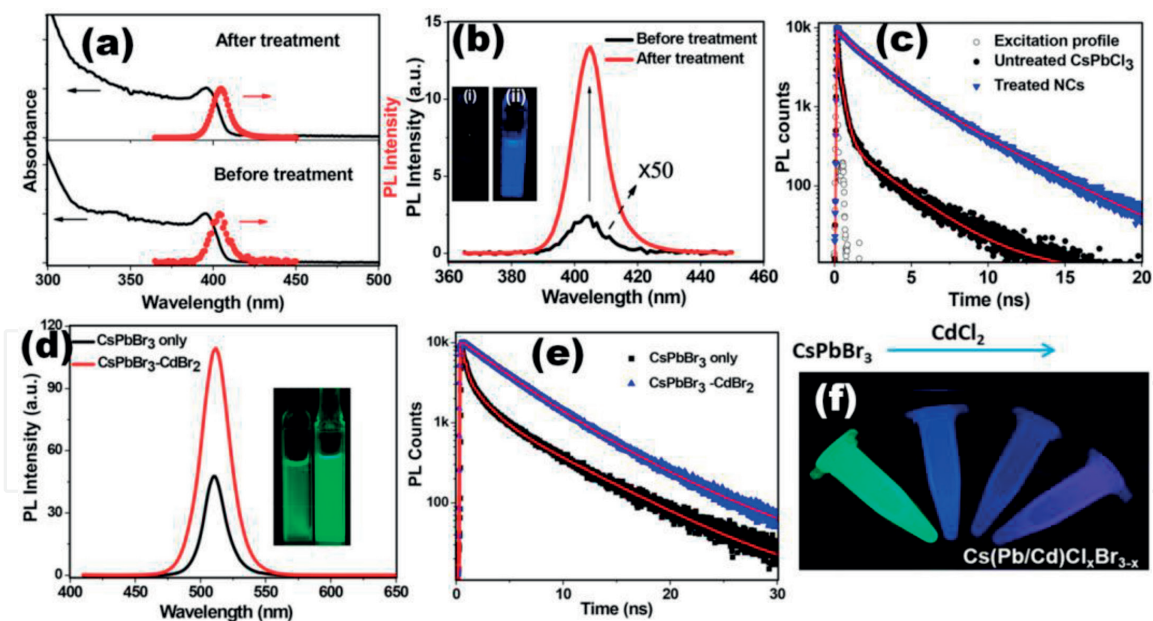 (a)
After treatment
Before treatment
Absorbance
PL Intensity
300 350 400 450 500
Wavelength (nm)
(b)
Before treatment
After treatment
(i)
(ii)
x50
PL Intensity (a.u.)
15
10
5
0
360 380 400 420 440 460
Wavelength (nm)
(c)
Excitation profile
Untreated CsPbCl₃
Treated NCs
PL counts
10k
1k
100
0 5 10 15 20
Time (ns)
(d)
CsPbBr₃ only
CsPbBr₃-CdBr₂
PL Intensity (a.u.)
120
90
60
30
0
400 450 500 550 600 650
Wavelength (nm)
(e)
CsPbBr₃ only
CsPbBr₃ -CdBr₂
PL Counts
10k
1k
100
0 10 20 30
Time (ns)
CdCl₂
CsPbBr₃
(f)
Cs(Pb/Cd)ClₓBr₃₋ₓ